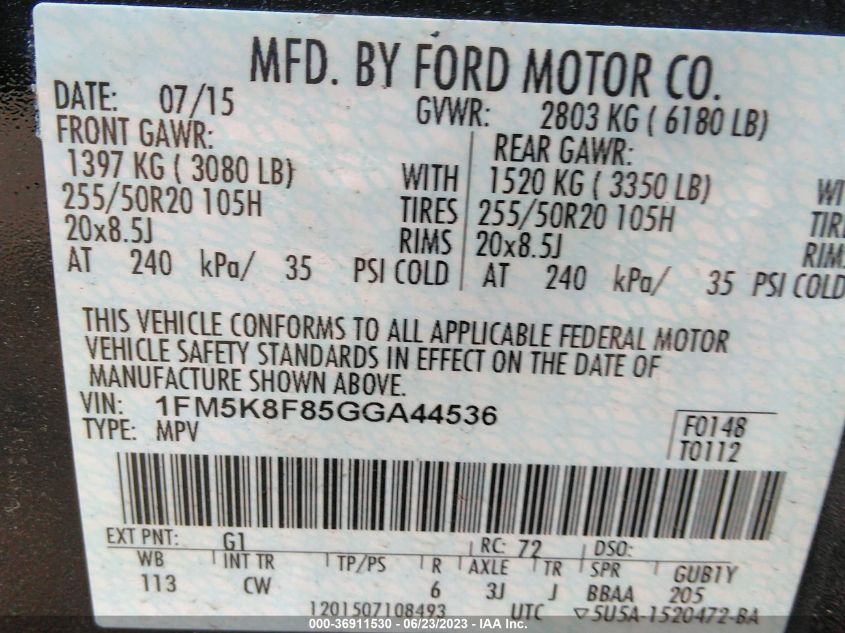 MFD. BY FORD MOTOR CO.
DATE: 07/15 GVWR: 2803 KG ( 6180 LB)
FRONT GAWR: REAR GAWR:
1397 KG ( 3080 LB) WITH 1520 KG ( 3350 LB) WI
255/50R20 105H TIRES 255/50R20 105H TIRE
20x8.5J RIMS 20x8.5J RIM
AT 240 kPa/ 35 PSI COLD AT 240 kPa/ 35 PSI COLD
THIS VEHICLE CONFORMS TO ALL APPLICABLE FEDERAL MOTOR
VEHICLE SAFETY STANDARDS IN EFFECT ON THE DATE OF
MANUFACTURE SHOWN ABOVE.
VIN: 1FM5K8F85GGA44536
TYPE: MPV
F0148
T0112
EXT PNT: G1 RC: 72 DSO:
WB INT TR TP/PS R AXLE TR SPR GUB1Y
113 CW 6 3J J BBAA 205
1201507108493 UTC ▽5U5A-1520472-BA
000-36911530 - 06/23/2023 - IAA Inc.